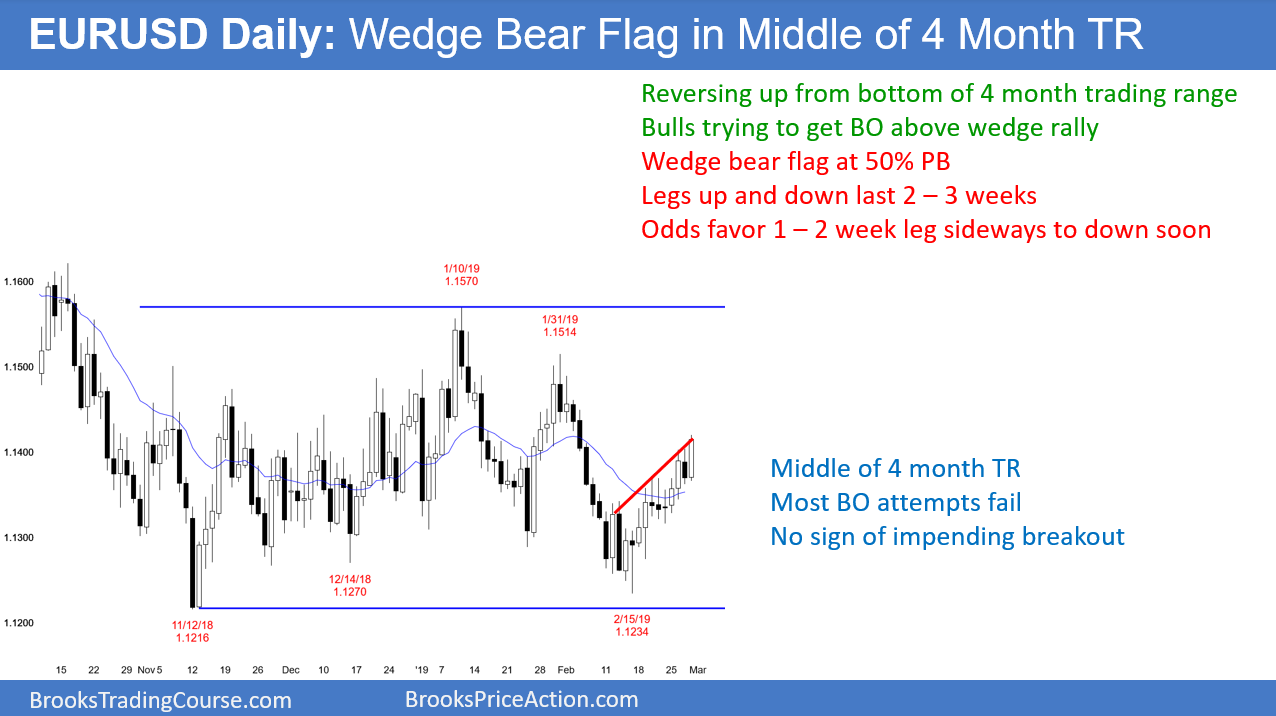 EURUSD Daily: Wedge Bear Flag in Middle of 4 Month TR
Reversing up from bottom of 4 month trading range
Bulls trying to get BO above wedge rally
Wedge bear flag at 50% PB
Legs up and down last 2 – 3 weeks
Odds favor 1 – 2 week leg sideways to down soon
1/10/19
1.1570
1.1600
1/31/19
1.1514
1.1500
1.1400
Middle of 4 month TR
Most BO attempts fail
No sign of impending breakout
1.1300
12/14/18
1.1270
1.1200
11/12/18
1.1216
2/15/19
1.1234
15 22 29 Nov 5 12 19 26 Dec 10 17 24 '19 7 14 21 28 Feb 11 18 25 Mar
BrooksTradingCourse.com BrooksPriceAction.com